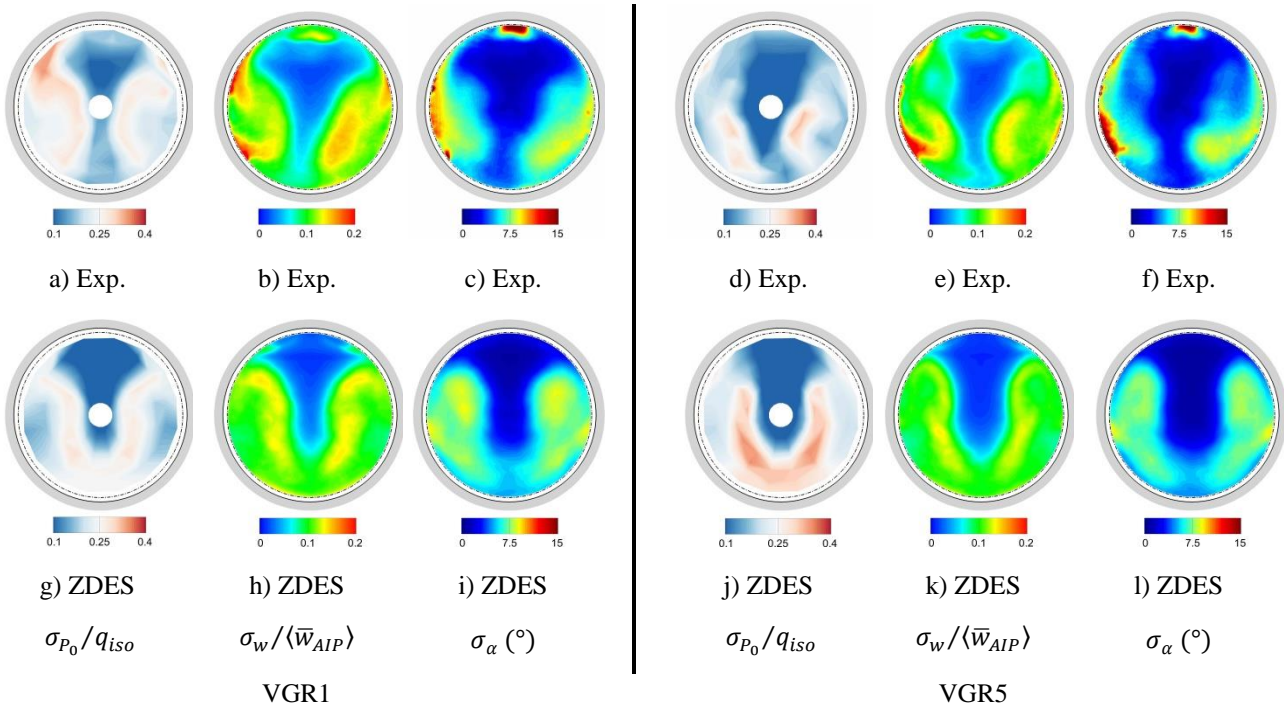 0.1 0.25 0.4 0 0.1 0.2 0 7.5 15 0.1 0.25 0.4 0 0.1 0.2 0 7.5 15
a) Exp. b) Exp. c) Exp. d) Exp. e) Exp. f) Exp.
0.1 0.25 0.4 0 0.1 0.2 0 7.5 15 0.1 0.25 0.4 0 0.1 0.2 0 7.5 15
g) ZDES h) ZDES i) ZDES j) ZDES k) ZDES l) ZDES
σ_{P₀}/q_{iso} σ_w/⟨w̅_{AIP}⟩ σ_α (°) σ_{P₀}/q_{iso} σ_w/⟨w̅_{AIP}⟩ σ_α (°)
VGR1 VGR5